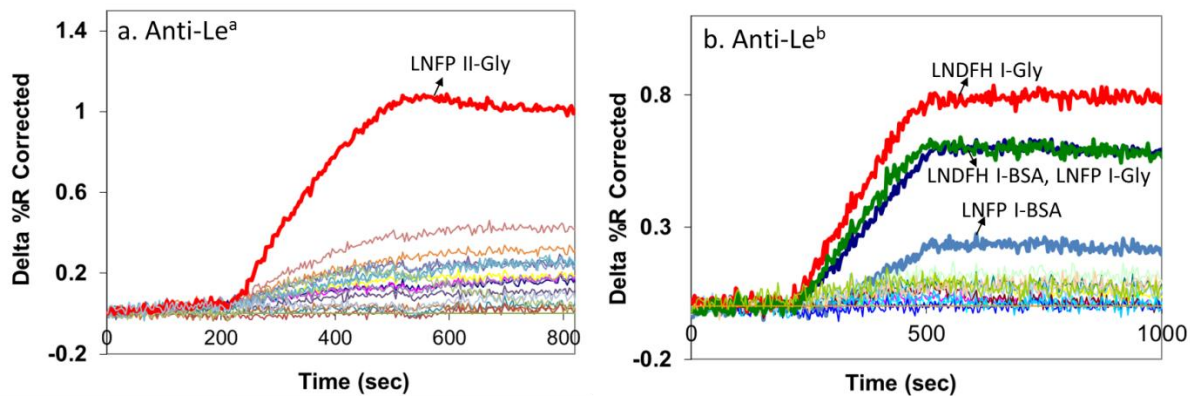 a. Anti-Leᵃ
LNFP II-Gly
Delta %R Corrected
1.4
1
0.6
0.2
-0.2
0 200 400 600 800
Time (sec)
b. Anti-Leᵇ
LNDFH I-Gly
LNDFH I-BSA, LNFP I-Gly
LNFP I-BSA
Delta %R Corrected
0.8
0.3
-0.2
0 500 1000
Time (sec)